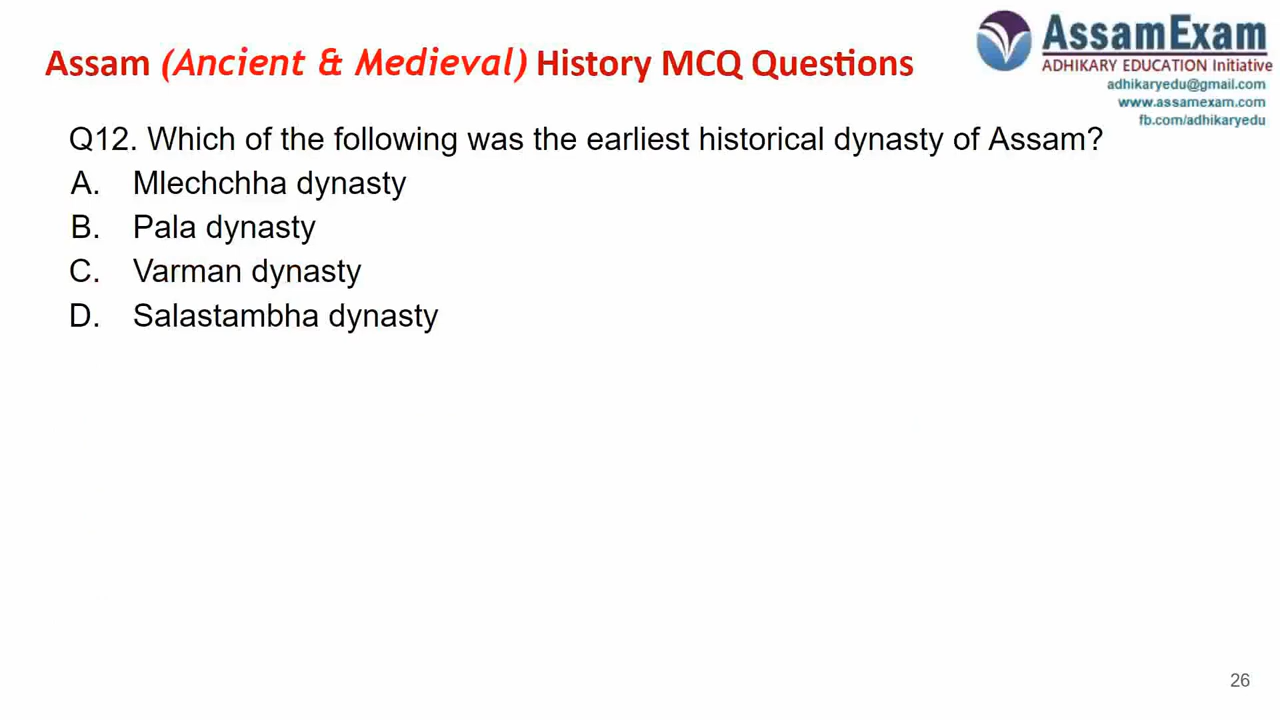 Assam (Ancient & Medieval) History MCQ Questions
AssamExam
ADHIKARY EDUCATION Initiative
adhikaryedu@gmail.com
www.assamexam.com
fb.com/adhikaryedu
Q12. Which of the following was the earliest historical dynasty of Assam?
A. Mlechchha dynasty
B. Pala dynasty
C. Varman dynasty
D. Salastambha dynasty
26